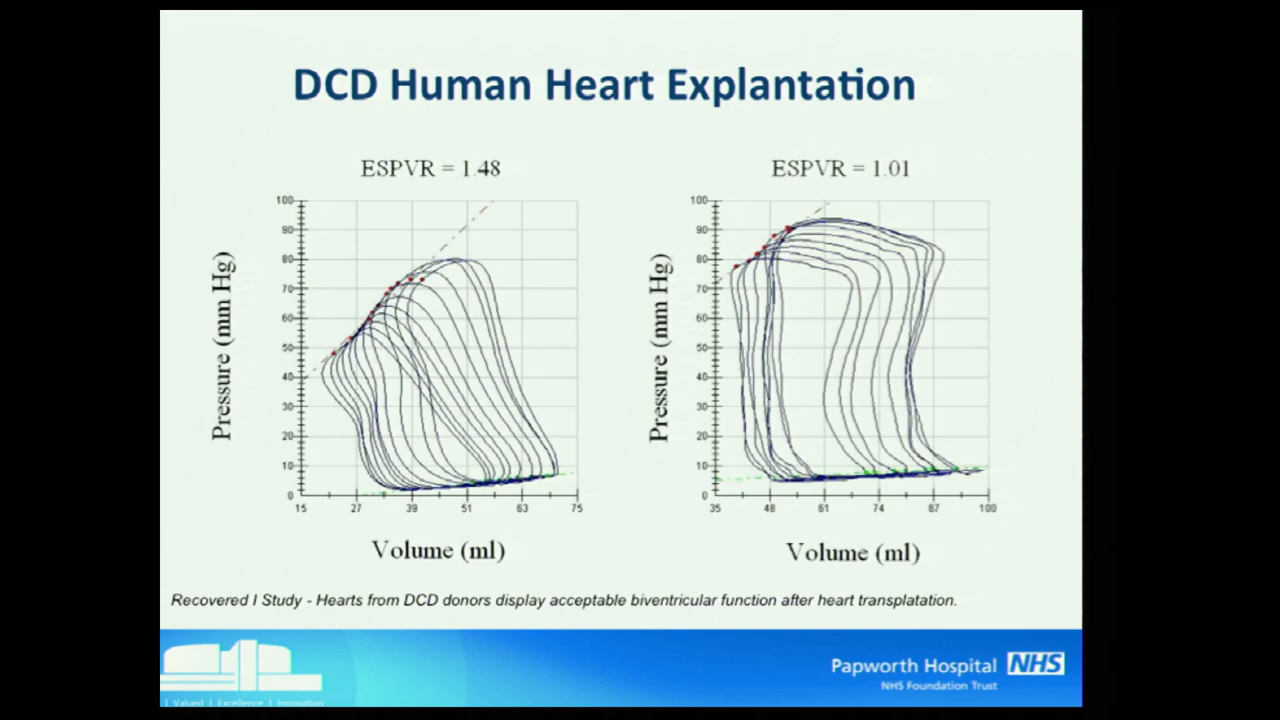 DCD Human Heart Explantation
ESPVR = 1.48
ESPVR = 1.01
Pressure (mm Hg)
100
90
80
70
60
50
40
30
20
10
0
15 27 39 51 63 75
Volume (ml)
Pressure (mm Hg)
100
90
80
70
60
50
40
30
20
10
0
35 48 61 74 87 100
Volume (ml)
Recovered I Study - Hearts from DCD donors display acceptable biventricular function after heart transplatation.
Papworth Hospital NHS
NHS Foundation Trust
| Valued | Excellence | Innovation